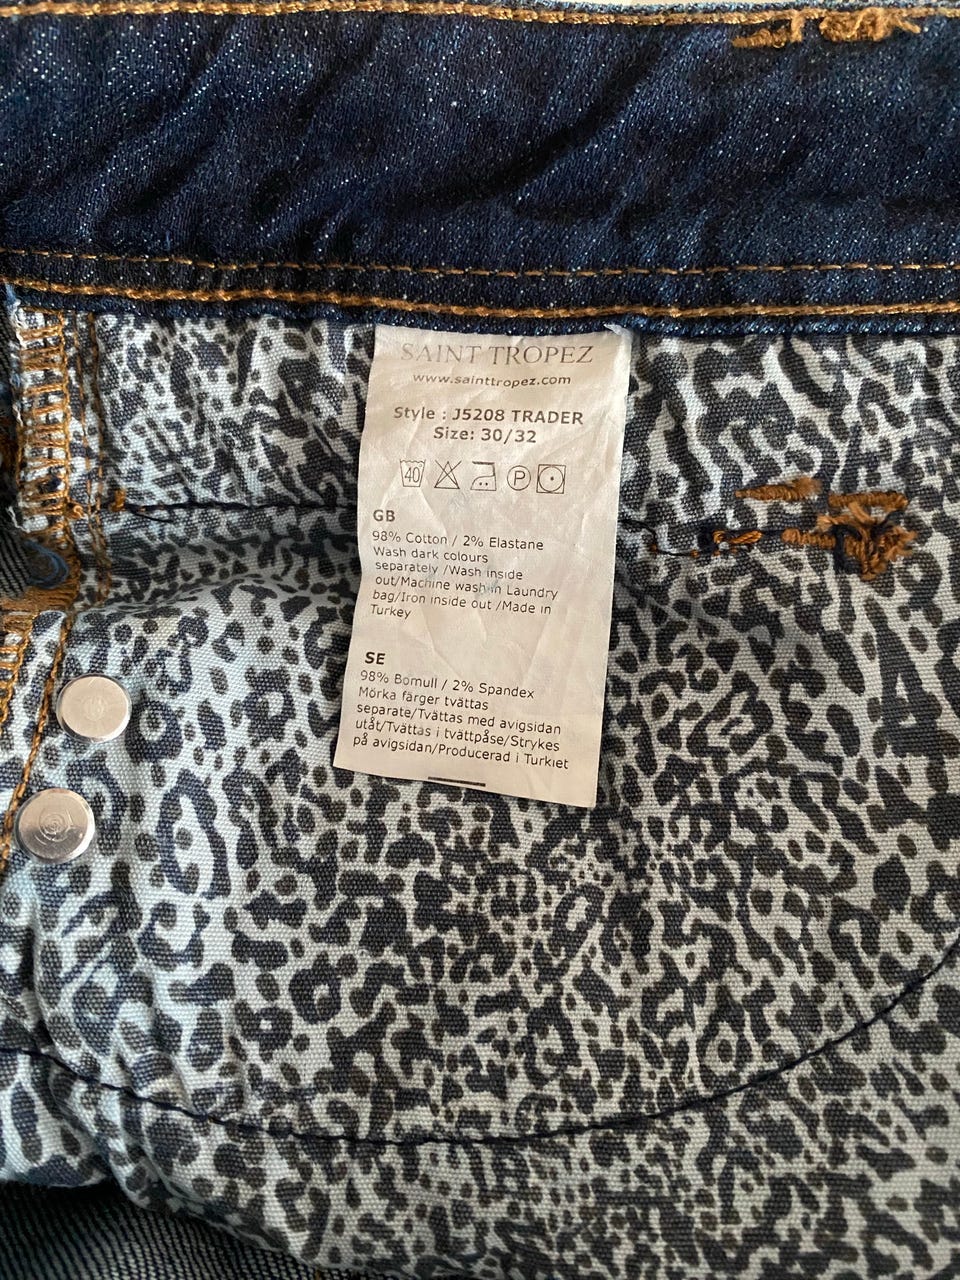 SAINT TROPEZ
www.sainttropez.com
Style : J5208 TRADER
Size: 30/32
40 P
GB
98% Cotton / 2% Elastane
Wash dark colours
separately /Wash inside
out/Machine wash in Laundry
bag/Iron inside out /Made in
Turkey
SE
98% Bomull / 2% Spandex
Mörka färger tvättas
separate/Tvättas med avigsidan
utåt/Tvättas i tvättpåse/Strykes
på avigsidan/Producerad i Turkiet